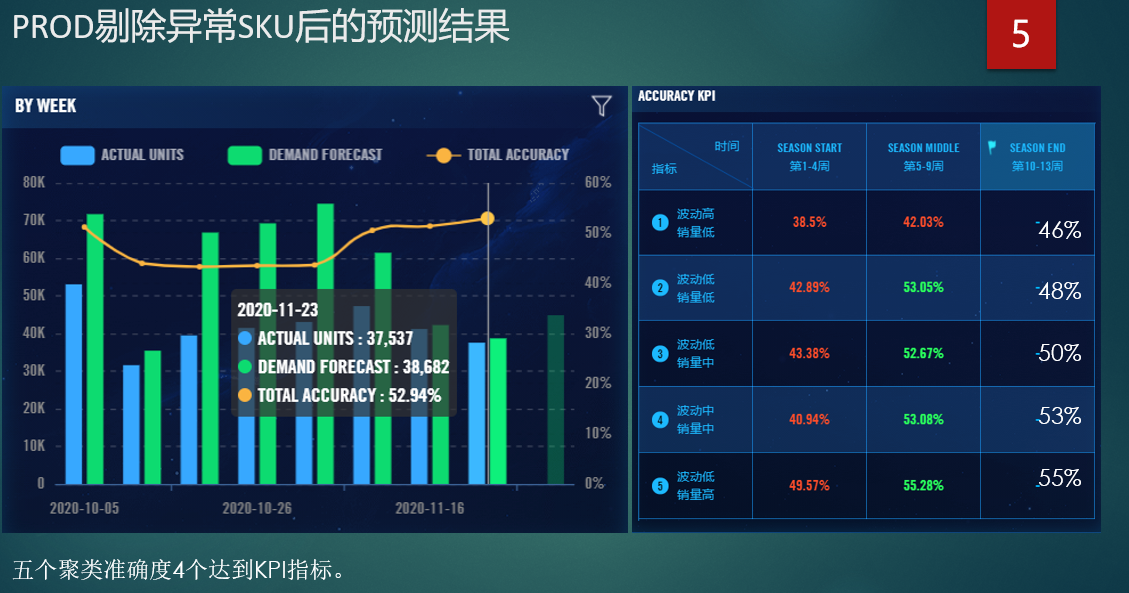 PROD剔除异常SKU后的预测结果
5
BY WEEK
ACTUAL UNITS
DEMAND FORECAST
TOTAL ACCURACY
80K
70K
60K
50K
40K
30K
20K
10K
0
60%
50%
40%
30%
20%
10%
0%
2020-11-23
ACTUAL UNITS : 37,537
DEMAND FORECAST : 38,682
TOTAL ACCURACY : 52.94%
2020-10-05
2020-10-26
2020-11-16
ACCURACY KPI
时间
指标
SEASON START
第1-4周
SEASON MIDDLE
第5-9周
SEASON END
第10-13周
1
波动高
销量低
38.5%
42.03%
46%
2
波动低
销量低
42.89%
53.05%
48%
3
波动低
销量中
43.38%
52.67%
50%
4
波动中
销量中
40.94%
53.08%
53%
5
波动低
销量高
49.57%
55.28%
55%
五个聚类准确度4个达到KPI指标。